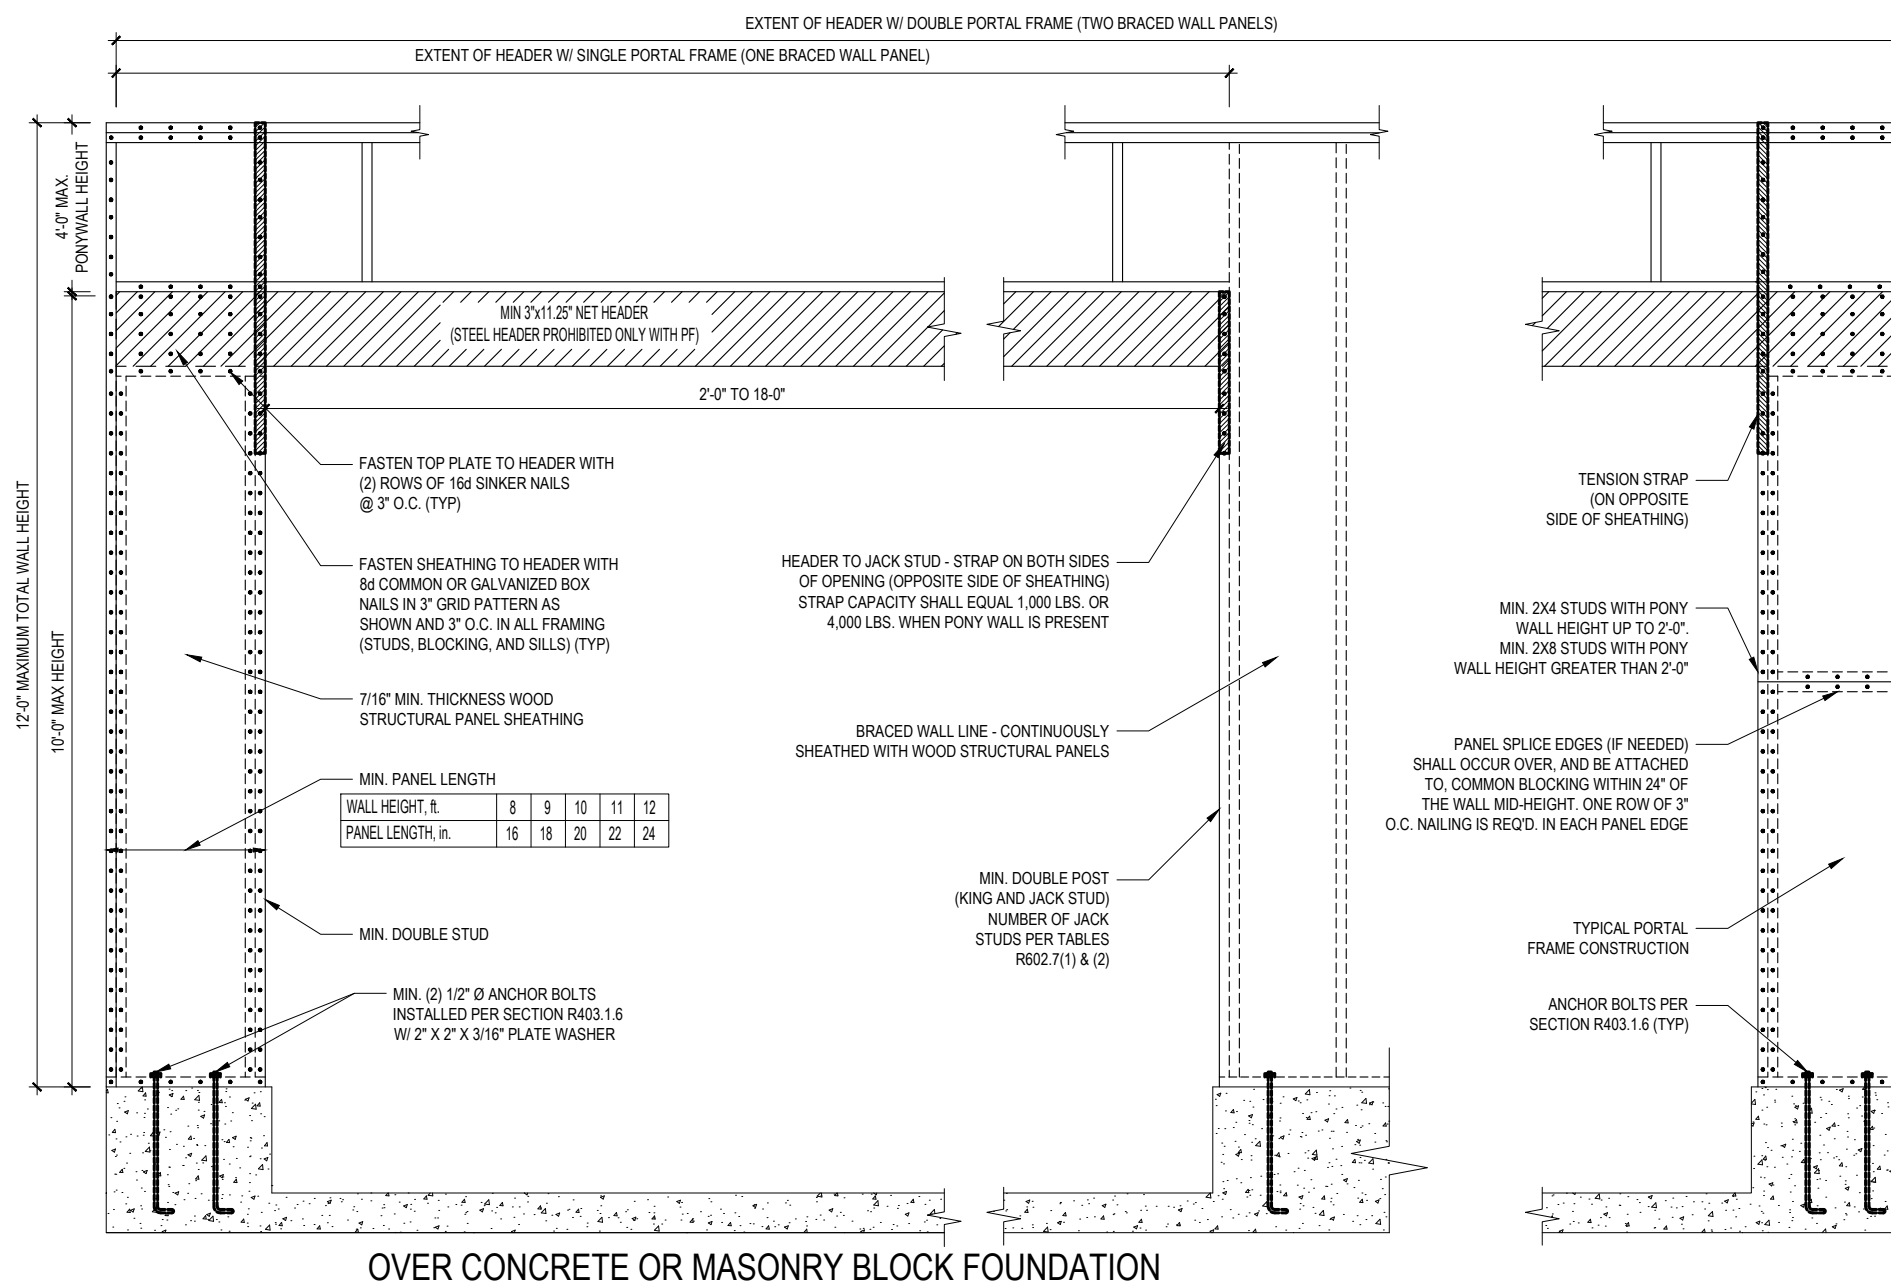 EXTENT OF HEADER W/ DOUBLE PORTAL FRAME (TWO BRACED WALL PANELS)
EXTENT OF HEADER W/ SINGLE PORTAL FRAME (ONE BRACED WALL PANEL)
4'-0" MAX.
PONYWALL HEIGHT
12'-0" MAXIMUM TOTAL WALL HEIGHT
10'-0" MAX HEIGHT
MIN 3"x11.25" NET HEADER
(STEEL HEADER PROHIBITED ONLY WITH PF)
2'-0" TO 18-0"
FASTEN TOP PLATE TO HEADER WITH
(2) ROWS OF 16d SINKER NAILS
@ 3" O.C. (TYP)
FASTEN SHEATHING TO HEADER WITH
8d COMMON OR GALVANIZED BOX
NAILS IN 3" GRID PATTERN AS
SHOWN AND 3" O.C. IN ALL FRAMING
(STUDS, BLOCKING, AND SILLS) (TYP)
7/16" MIN. THICKNESS WOOD
STRUCTURAL PANEL SHEATHING
MIN. PANEL LENGTH
WALL HEIGHT, ft. 8 9 10 11 12
PANEL LENGTH, in. 16 18 20 22 24
MIN. DOUBLE STUD
MIN. (2) 1/2" Ø ANCHOR BOLTS
INSTALLED PER SECTION R403.1.6
W/ 2" X 2" X 3/16" PLATE WASHER
HEADER TO JACK STUD - STRAP ON BOTH SIDES
OF OPENING (OPPOSITE SIDE OF SHEATHING)
STRAP CAPACITY SHALL EQUAL 1,000 LBS. OR
4,000 LBS. WHEN PONY WALL IS PRESENT
BRACED WALL LINE - CONTINUOUSLY
SHEATHED WITH WOOD STRUCTURAL PANELS
MIN. DOUBLE POST
(KING AND JACK STUD)
NUMBER OF JACK
STUDS PER TABLES
R602.7(1) & (2)
TENSION STRAP
(ON OPPOSITE
SIDE OF SHEATHING)
MIN. 2X4 STUDS WITH PONY
WALL HEIGHT UP TO 2'-0".
MIN. 2X8 STUDS WITH PONY
WALL HEIGHT GREATER THAN 2'-0"
PANEL SPLICE EDGES (IF NEEDED)
SHALL OCCUR OVER, AND BE ATTACHED
TO, COMMON BLOCKING WITHIN 24" OF
THE WALL MID-HEIGHT. ONE ROW OF 3"
O.C. NAILING IS REQ'D. IN EACH PANEL EDGE
TYPICAL PORTAL
FRAME CONSTRUCTION
ANCHOR BOLTS PER
SECTION R403.1.6 (TYP)
OVER CONCRETE OR MASONRY BLOCK FOUNDATION